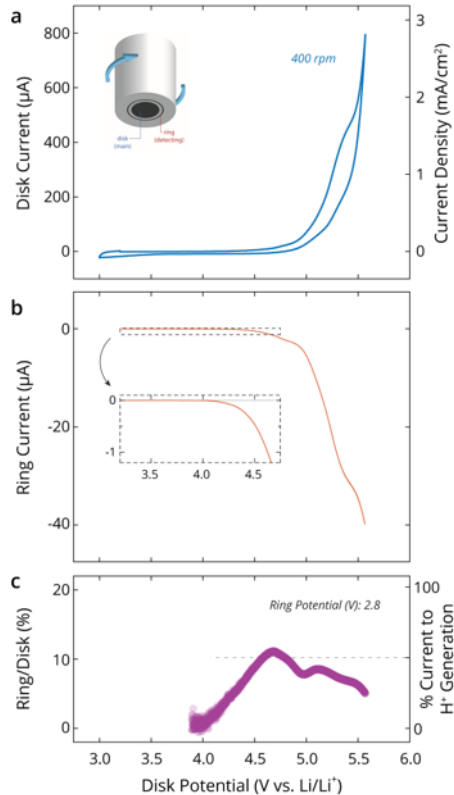 a
800
600
400
200
0
Disk Current (µA)
400 rpm
disk
(main)
ring
(detecting)
3
2
1
0
Current Density (mA/cm²)
b
0
-20
-40
Ring Current (µA)
0
-1
3.5 4.0 4.5
c
20
10
0
Ring/Disk (%)
Ring Potential (V): 2.8
100
50
0
% Current to
H⁺ Generation
3.0 3.5 4.0 4.5 5.0 5.5 6.0
Disk Potential (V vs. Li/Li⁺)